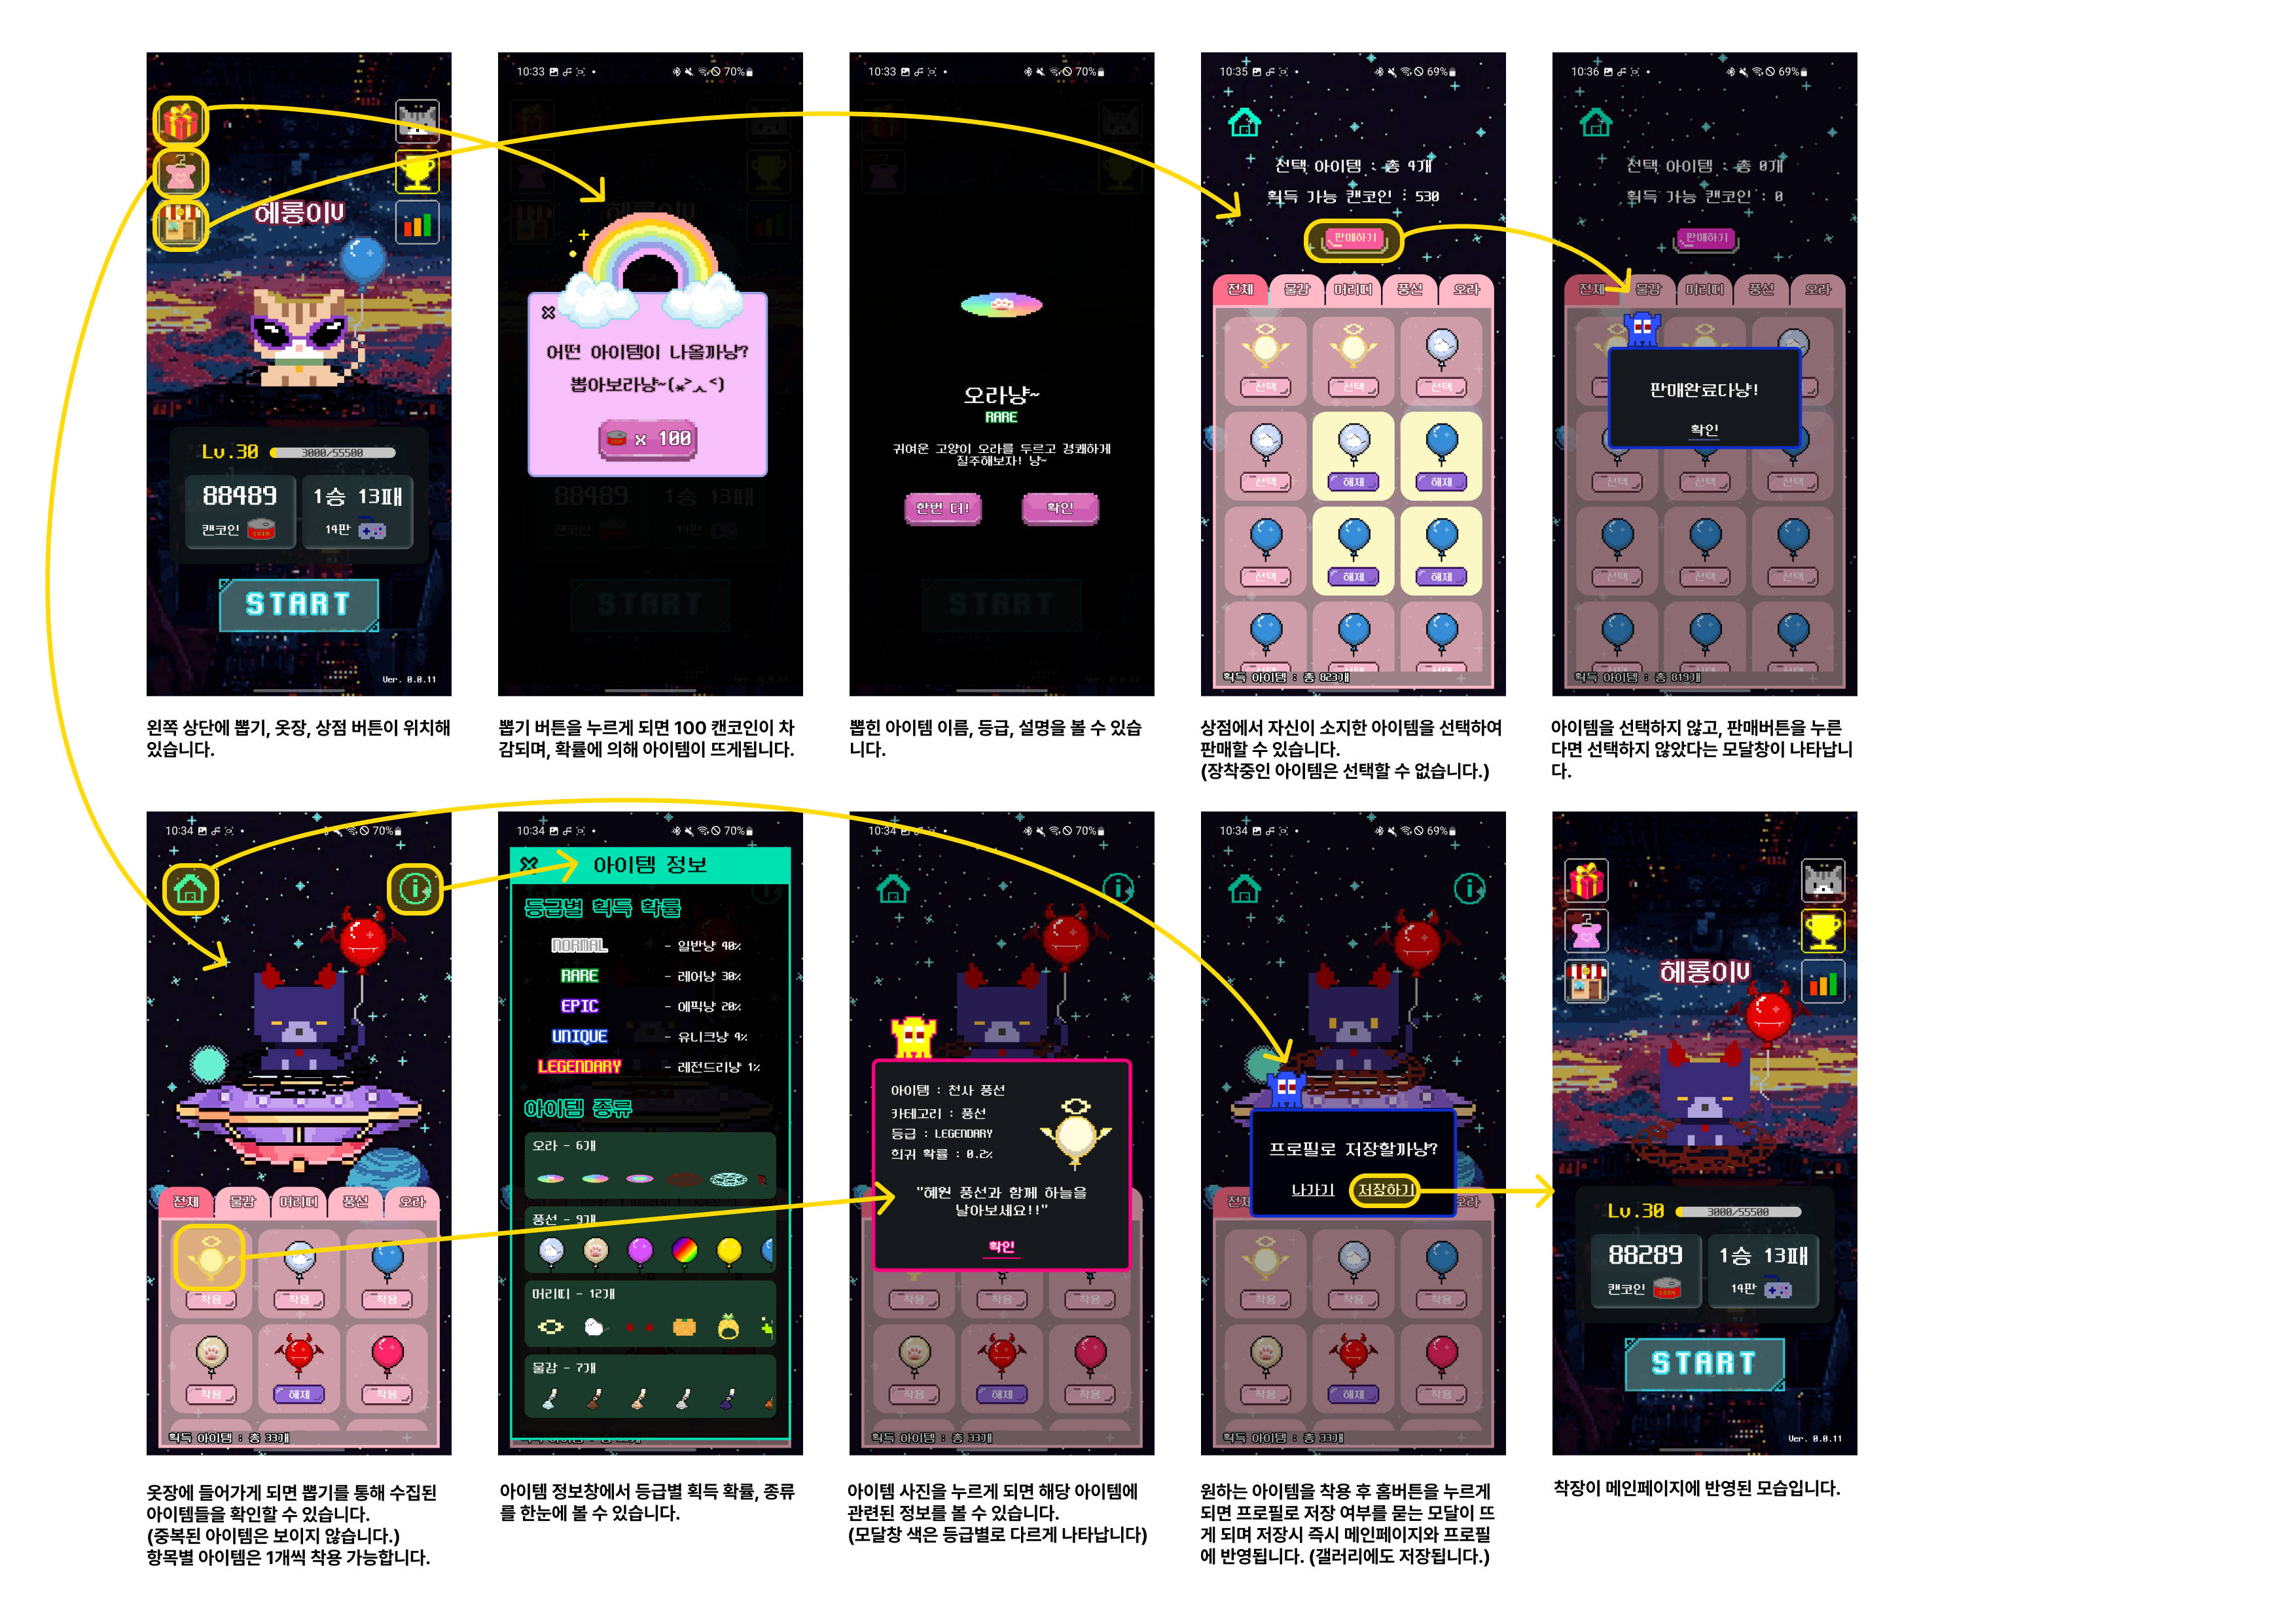 헤롱이V
Lv.30
3000/55500
88489
캔코인
COIN
1승 13패
14판
START
Ver. 0.0.11
왼쪽 상단에 뽑기, 옷장, 상점 버튼이 위치해
있습니다.
10:33
70%
어떤 아이템이 나올까냥?
뽑아보라냥~(*>ㅅ<)
x 100
뽑기 버튼을 누르게 되면 100 캔코인이 차
감되며, 확률에 의해 아이템이 뜨게됩니다.
10:33
70%
오라냥~
RARE
귀여운 고양이 오라를 두르고 경쾌하게
질주해보자! 냥~
한번 더!
확인
뽑힌 아이템 이름, 등급, 설명을 볼 수 있습
니다.
10:35
69%
선택 아이템 : 총 4개
획득 가능 캔코인 : 530
판매하기
전체 물감 머리띠 풍선 오라
선택 선택 선택
선택 해제 해제
선택 해제 해제
선택 선택 선택
획득 아이템 : 총 823개
상점에서 자신이 소지한 아이템을 선택하여
판매할 수 있습니다.
(장착중인 아이템은 선택할 수 없습니다.)
10:36
69%
선택 아이템 : 총 0개
획득 가능 캔코인 : 0
판매하기
전체 물감 머리띠 풍선 오라
판매완료다냥!
확인
선택 선택 선택
선택 선택 선택
획득 아이템 : 총 819개
아이템을 선택하지 않고, 판매버튼을 누른
다면 선택하지 않았다는 모달창이 나타납니
다.
10:34
70%
전체 물감 머리띠 풍선 오라
착용 착용 착용
착용 해제 착용
획득 아이템 : 총 33개
옷장에 들어가게 되면 뽑기를 통해 수집된
아이템들을 확인할 수 있습니다.
(중복된 아이템은 보이지 않습니다.)
항목별 아이템은 1개씩 착용 가능합니다.
10:34
70%
아이템 정보
등급별 획득 확률
NORMAL - 일반냥 40%
RARE - 레어냥 30%
EPIC - 에픽냥 20%
UNIQUE - 유니크냥 4%
LEGENDARY - 레전드리냥 1%
아이템 종류
오라 - 6개
풍선 - 9개
머리띠 - 12개
물감 - 7개
아이템 정보창에서 등급별 획득 확률, 종류
를 한눈에 볼 수 있습니다.
10:34
70%
아이템 : 천사 풍선
카테고리 : 풍선
등급 : LEGENDARY
희귀 확률 : 0.2%
"혜원 풍선과 함께 하늘을
날아보세요!!"
확인
착용 착용 착용
착용 해제 착용
획득 아이템 : 총 33개
아이템 사진을 누르게 되면 해당 아이템에
관련된 정보를 볼 수 있습니다.
(모달창 색은 등급별로 다르게 나타납니다)
10:34
69%
프로필로 저장할까냥?
나가기 저장하기
오라
착용 착용 착용
착용 해제 착용
획득 아이템 : 총 33개
원하는 아이템을 착용 후 홈버튼을 누르게
되면 프로필로 저장 여부를 묻는 모달이 뜨
게 되며 저장시 즉시 메인페이지와 프로필
에 반영됩니다. (갤러리에도 저장됩니다.)
헤롱이V
Lv.30
3000/55500
88289
캔코인
COIN
1승 13패
14판
START
Ver. 0.0.11
착장이 메인페이지에 반영된 모습입니다.